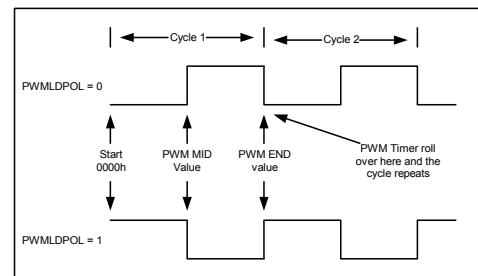 Cycle 1
Cycle 2
PWMLDPOL = 0
Start
0000h
PWM MID
Value
PWM END
value
PWM Timer roll
over here and the
cycle repeats
PWMLDPOL = 1